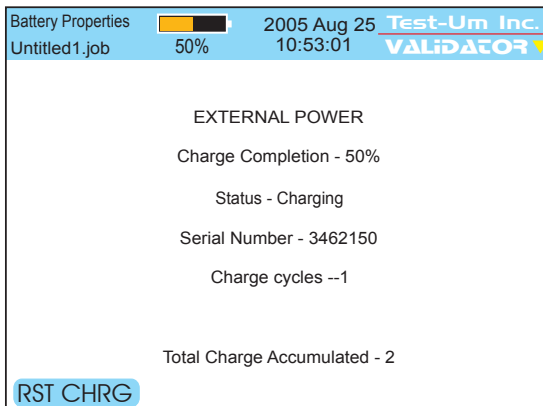 Battery Properties 2005 Aug 25 Test-Um Inc.
Untitled1.job 50% 10:53:01 VALiDATOR
EXTERNAL POWER
Charge Completion - 50%
Status - Charging
Serial Number - 3462150
Charge cycles --1
Total Charge Accumulated - 2
RST CHRG